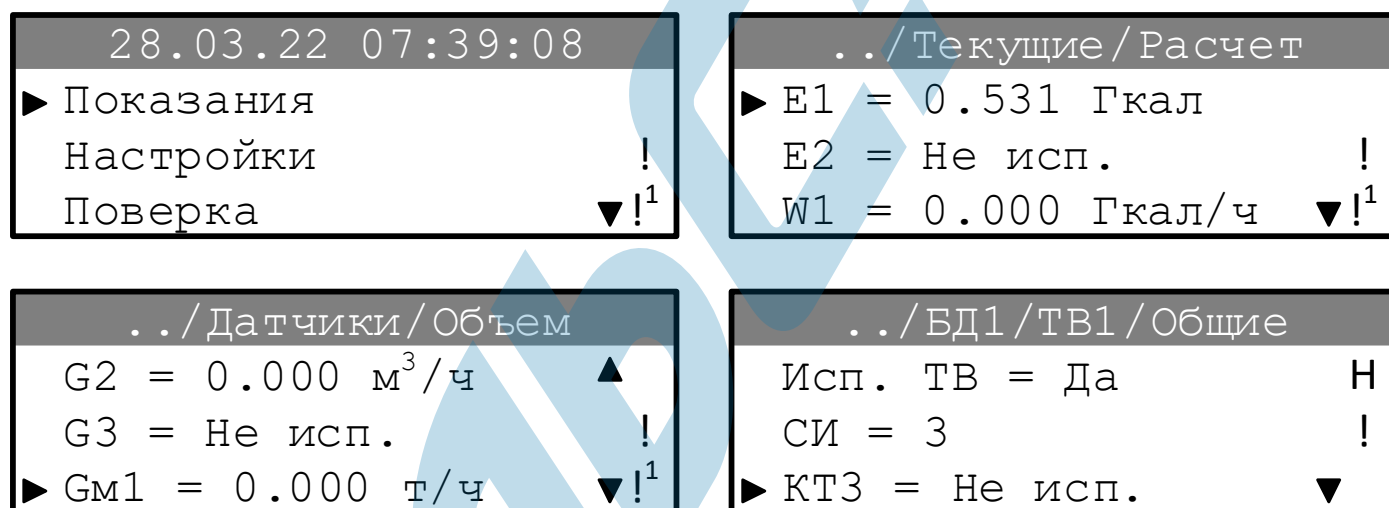 28.03.22 07:39:08
▶ Показания
Настройки !
Поверка ▼!¹
../Текущие/Расчет
▶ E1 = 0.531 Гкал
E2 = Не исп. !
W1 = 0.000 Гкал/ч ▼!¹
../Датчики/Объем
G2 = 0.000 м³/ч ▲
G3 = Не исп. !
▶ Gм1 = 0.000 т/ч ▼!¹
../БД1/ТВ1/Общие
Исп. ТВ = Да Н
СИ = 3 !
▶ КТ3 = Не исп. ▼